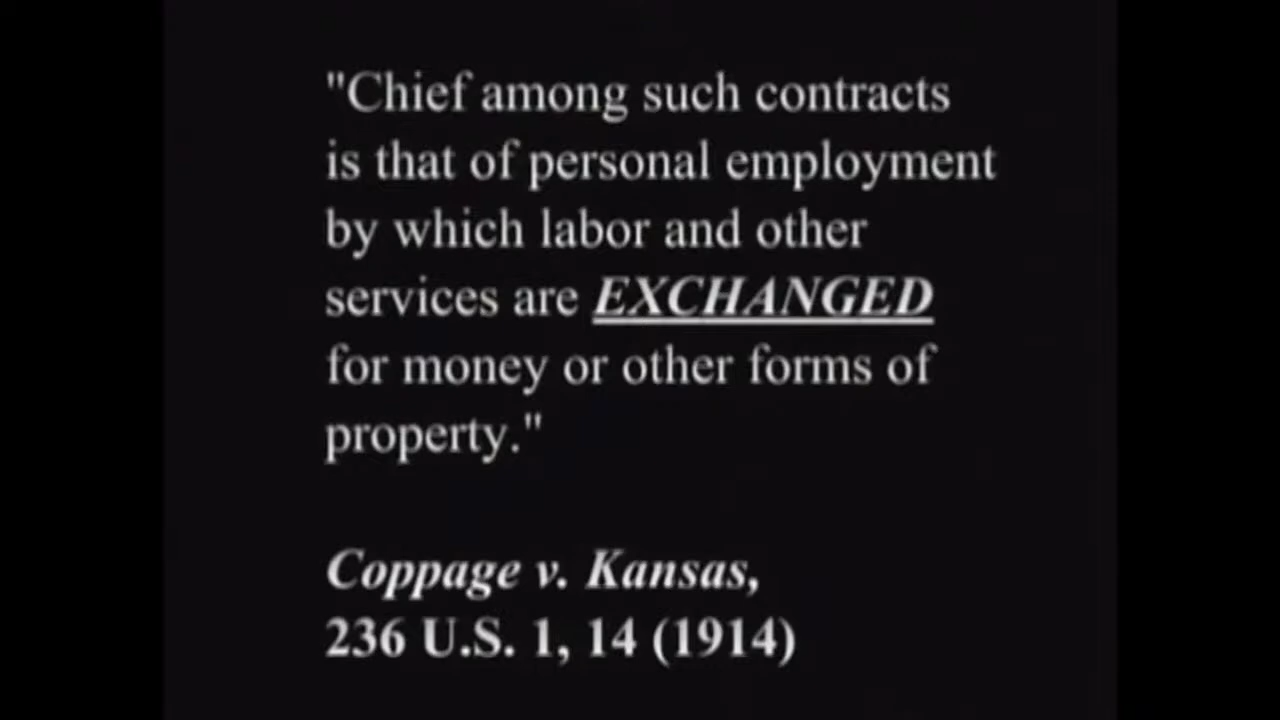 "Chief among such contracts
is that of personal employment
by which labor and other
services are EXCHANGED
for money or other forms of
property."
Coppage v. Kansas,
236 U.S. 1, 14 (1914)